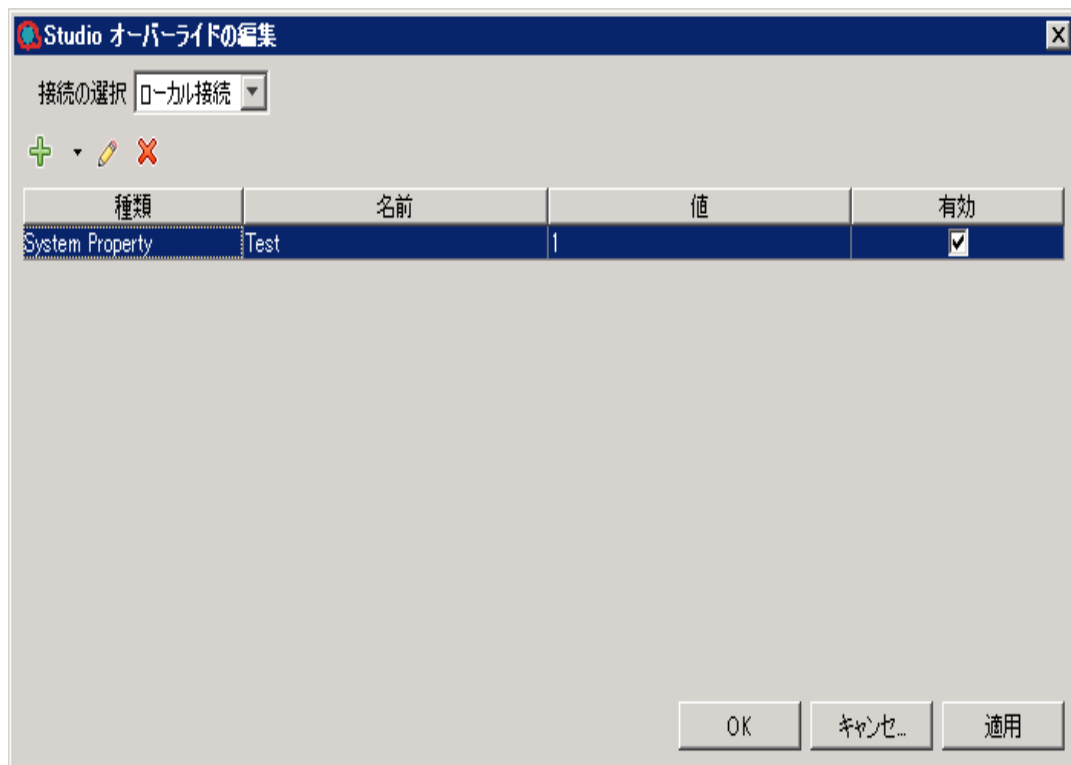 Studio オーバーライドの編集
接続の選択 ローカル接続
種類 名前 値 有効
System Property Test 1
OK キャンセ... 適用